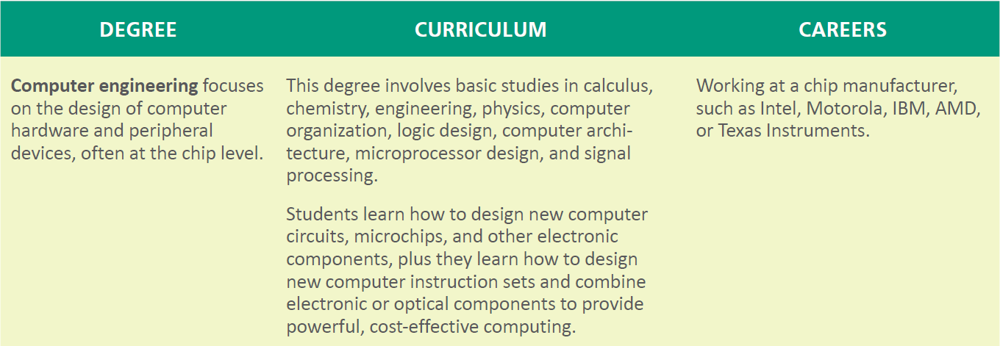 DEGREE
CURRICULUM
CAREERS
Computer engineering focuses
on the design of computer
hardware and peripheral
devices, often at the chip level.
This degree involves basic studies in calculus,
chemistry, engineering, physics, computer
organization, logic design, computer archi-
tecture, microprocessor design, and signal
processing.
Students learn how to design new computer
circuits, microchips, and other electronic
components, plus they learn how to design
new computer instruction sets and combine
electronic or optical components to provide
powerful, cost-effective computing.
Working at a chip manufacturer,
such as Intel, Motorola, IBM, AMD,
or Texas Instruments.